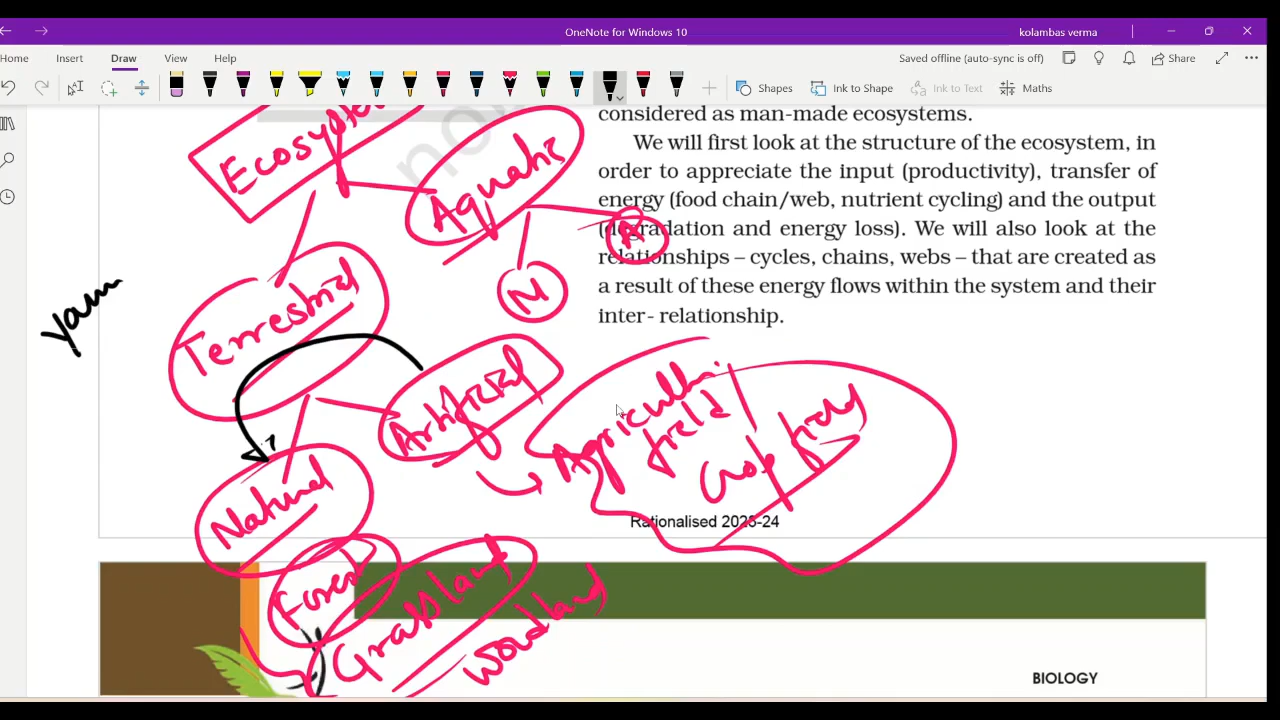 OneNote for Windows 10
kolambas verma
Home Insert Draw View Help
Saved offline (auto-sync is off)
Share
Shapes
Ink to Shape
Ink to Text
Maths
considered as man-made ecosystems.
We will first look at the structure of the ecosystem, in
order to appreciate the input (productivity), transfer of
energy (food chain/web, nutrient cycling) and the output
(degradation and energy loss). We will also look at the
relationships – cycles, chains, webs – that are created as
a result of these energy flows within the system and their
inter- relationship.
Ecosystem
Aquatic
A
N
Terrestrial
Artificial
Natural
Agricultural
field
Crop field
Forest
Grassland
woodland
Rationalised 2023-24
BIOLOGY